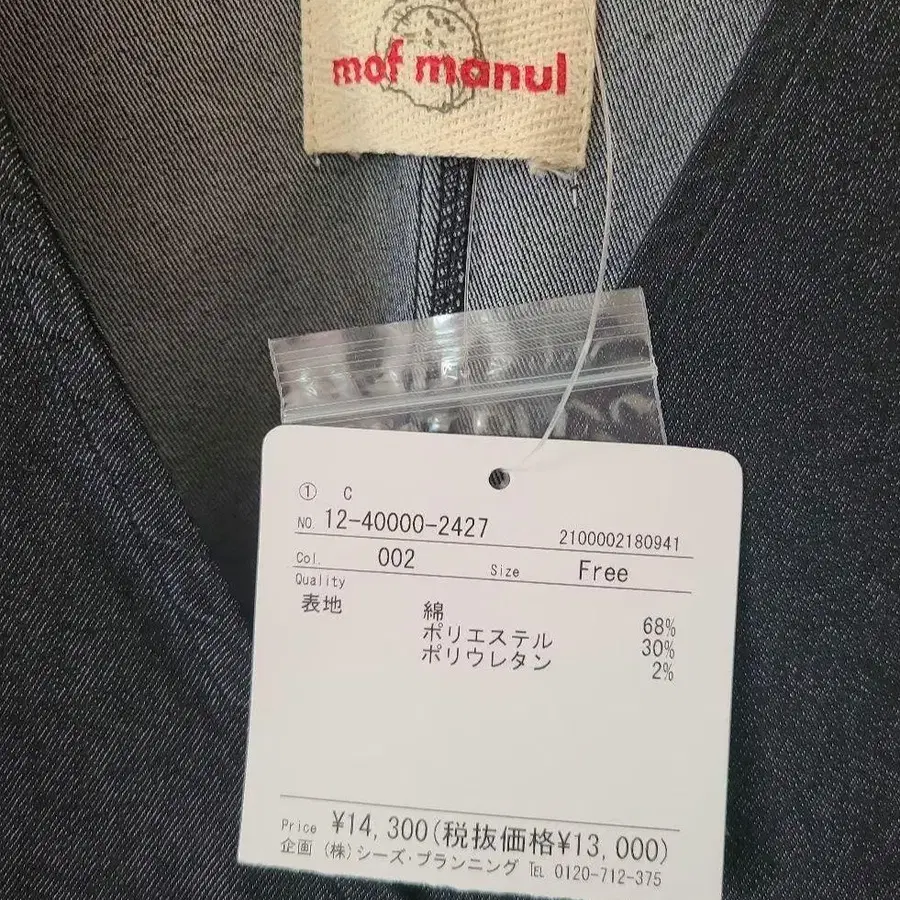 mof manul
① C
NO. 12-40000-2427 2100002180941
Col. 002 Size Free
Quality
表地 綿 68%
ポリエステル 30%
ポリウレタン 2%
Price ¥14,300(税抜価格¥13,000)
企画 (株)シーズ・プランニング ℡ 0120-712-375